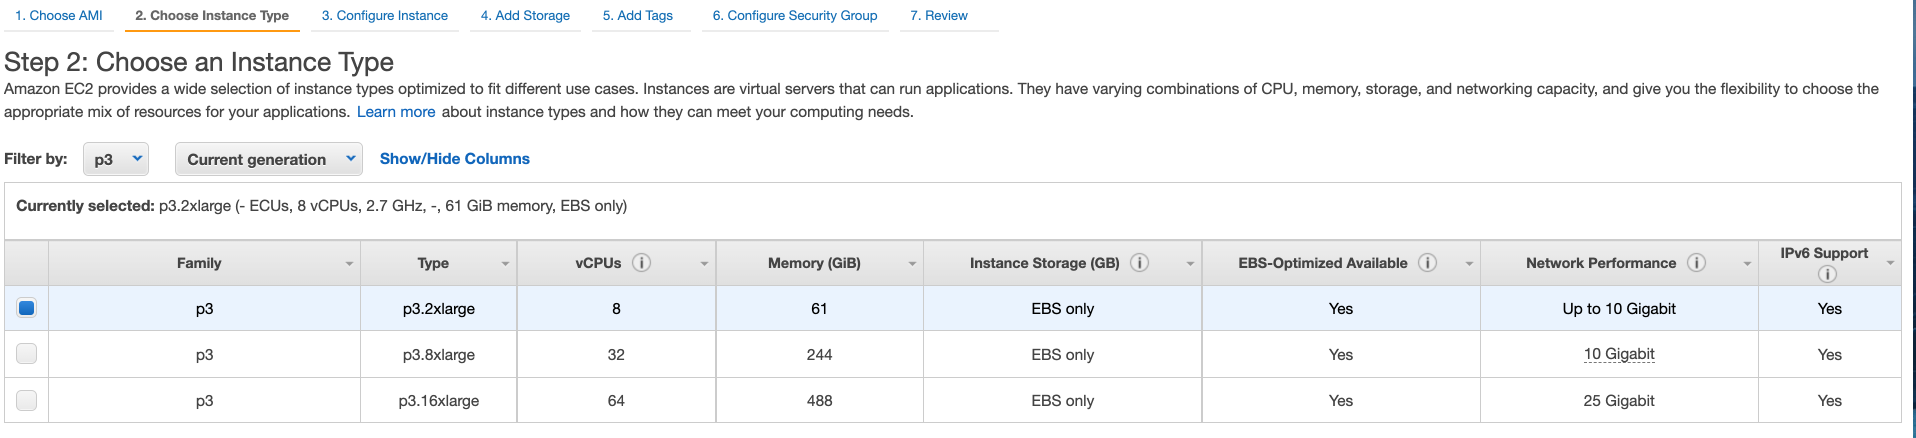 1. Choose AMI 2. Choose Instance Type 3. Configure Instance 4. Add Storage 5. Add Tags 6. Configure Security Group 7. Review
Step 2: Choose an Instance Type
Amazon EC2 provides a wide selection of instance types optimized to fit different use cases. Instances are virtual servers that can run applications. They have varying combinations of CPU, memory, storage, and networking capacity, and give you the flexibility to choose the
appropriate mix of resources for your applications. Learn more about instance types and how they can meet your computing needs.
Filter by: p3 Current generation Show/Hide Columns
Currently selected: p3.2xlarge (- ECUs, 8 vCPUs, 2.7 GHz, -, 61 GiB memory, EBS only)
Family Type vCPUs i Memory (GiB) Instance Storage (GB) i EBS-Optimized Available i Network Performance i IPv6 Support i
p3 p3.2xlarge 8 61 EBS only Yes Up to 10 Gigabit Yes
p3 p3.8xlarge 32 244 EBS only Yes 10 Gigabit Yes
p3 p3.16xlarge 64 488 EBS only Yes 25 Gigabit Yes